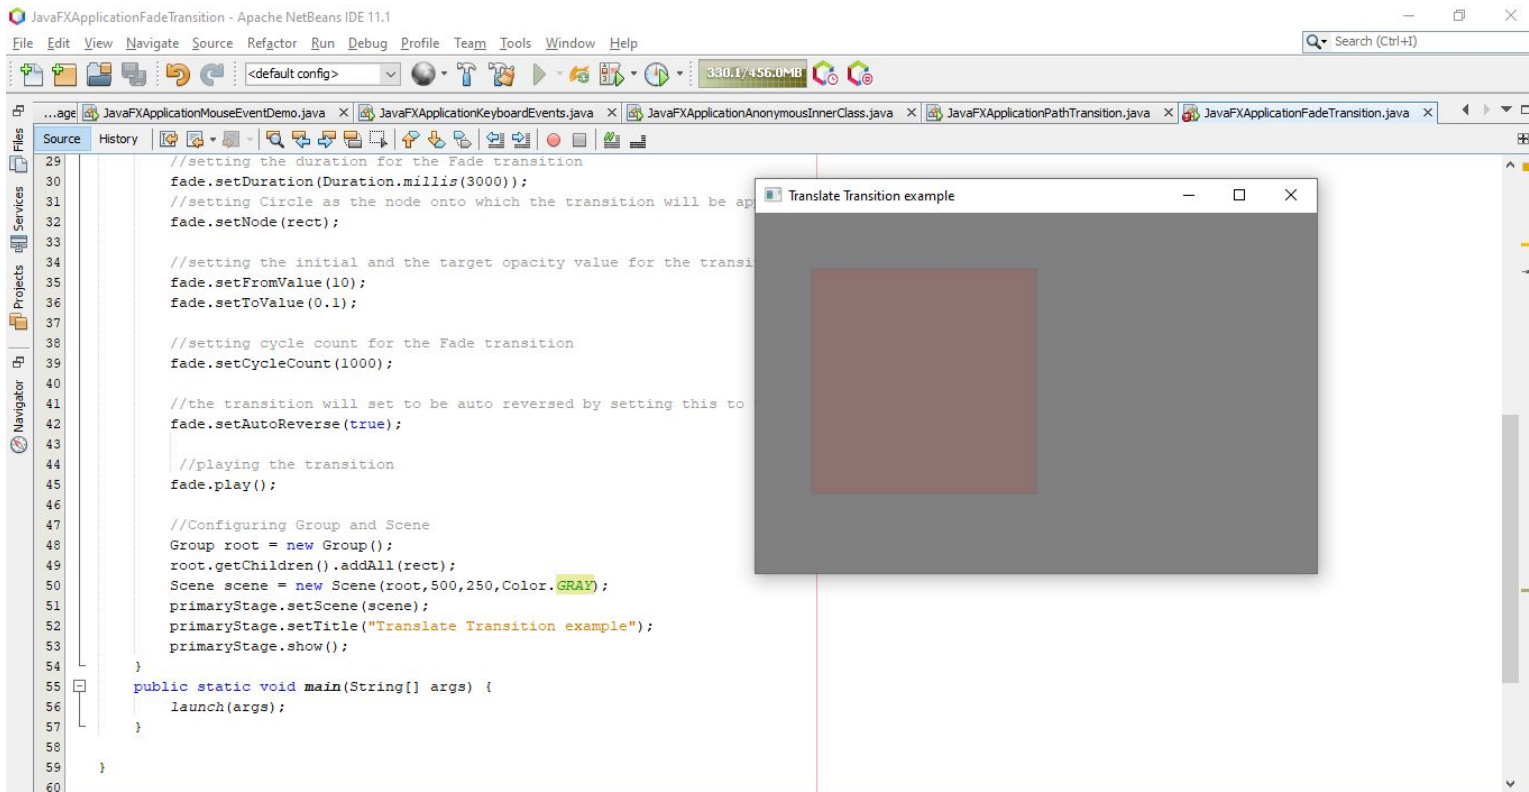 JavaFXApplicationFadeTransition - Apache NetBeans IDE 11.1
File Edit View Navigate Source Refactor Run Debug Profile Team Tools Window Help
Search (Ctrl+I)
<default config>
330.1/456.0MB
...age JavaFXApplicationMouseEventDemo.java JavaFXApplicationKeyboardEvents.java JavaFXApplicationAnonymousInnerClass.java JavaFXApplicationPathTransition.java JavaFXApplicationFadeTransition.java
Source History
Files
Services
Projects
Navigator
29 //setting the duration for the Fade transition
30 fade.setDuration(Duration.millis(3000));
31 //setting Circle as the node onto which the transition will be ap
32 fade.setNode(rect);
33
34 //setting the initial and the target opacity value for the transi
35 fade.setFromValue(10);
36 fade.setToValue(0.1);
37
38 //setting cycle count for the Fade transition
39 fade.setCycleCount(1000);
40
41 //the transition will set to be auto reversed by setting this to
42 fade.setAutoReverse(true);
43
44 //playing the transition
45 fade.play();
46
47 //Configuring Group and Scene
48 Group root = new Group();
49 root.getChildren().addAll(rect);
50 Scene scene = new Scene(root,500,250,Color.GRAY);
51 primaryStage.setScene(scene);
52 primaryStage.setTitle("Translate Transition example");
53 primaryStage.show();
54 }
55 public static void main(String[] args) {
56 launch(args);
57 }
58
59 }
60
Translate Transition example